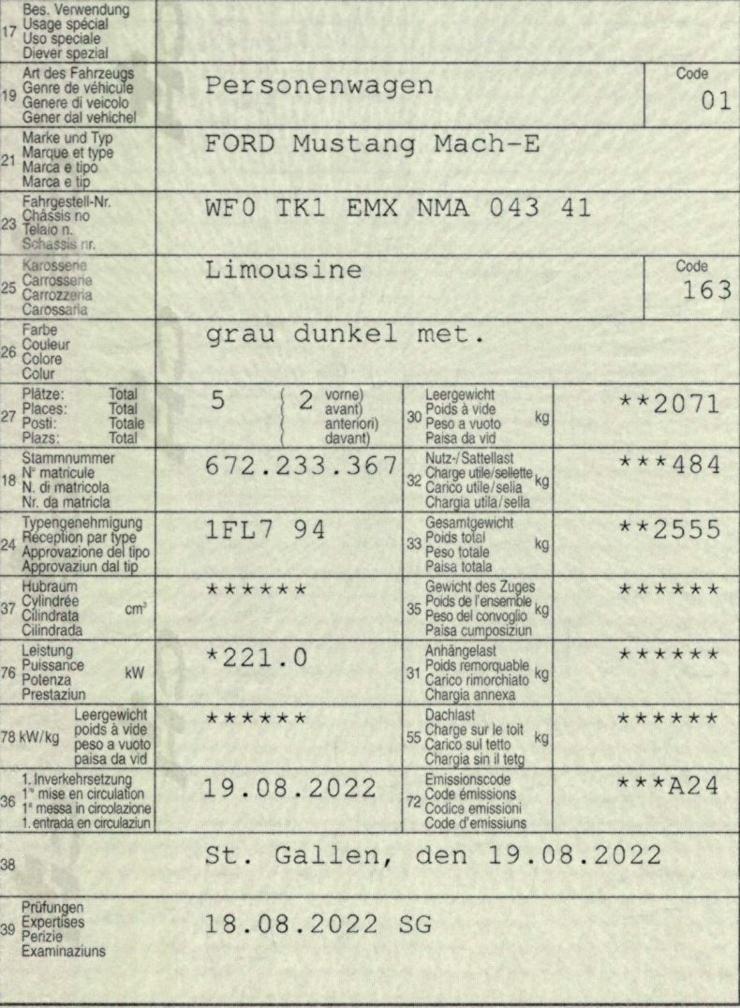 Bes. Verwendung
17 Usage spécial
Uso speciale
Diever spezial
Art des Fahrzeugs
19 Genre de véhicule
Genere di veicolo
Gener dal vehichel
Personenwagen
Code
01
Marke und Typ
21 Marque et type
Marca e tipo
Marca e tip
FORD Mustang Mach-E
Fahrgestell-Nr.
23 Châssis no
Telaio n.
Schassis nr.
WF0 TK1 EMX NMA 043 41
Karosserie
25 Carrosserie
Carrozzeria
Carossaria
Limousine
Code
163
Farbe
26 Couleur
Colore
Colur
grau dunkel met.
Plätze: Total
27 Places: Total
Posti: Totale
Plazs: Total
5 ( 2 vorne)
( avant)
( anteriori)
( davant)
Leergewicht
30 Poids à vide kg
Peso a vuoto
Paisa da vid
**2071
Stammnummer
18 N° matricule
N. di matricola
Nr. da matricla
672.233.367
Nutz-/Sattellast
32 Charge utile/sellette kg
Carico utile/sella
Chargia utila/sella
***484
Typengenehmigung
24 Réception par type
Approvazione del tipo
Approvaziun dal tip
1FL7 94
Gesamtgewicht
33 Poids total kg
Peso totale
Paisa totala
**2555
Hubraum
37 Cylindrée cm³
Cilindrata
Cilindrada
******
Gewicht des Zuges
35 Poids de l'ensemble kg
Peso del convoglio
Paisa cumposiziun
******
Leistung
76 Puissance kW
Potenza
Prestaziun
*221.0
Anhängelast
31 Poids remorquable kg
Carico rimorchiato
Chargia annexa
******
Leergewicht
78 kW/kg poids à vide
peso a vuoto
paisa da vid
******
Dachlast
55 Charge sur le toit kg
Carico sul tetto
Chargia sin il tetg
******
1. Inverkehrsetzung
36 1re mise en circulation
1a messa in circolazione
1. entrada en circulaziun
19.08.2022
Emissionscode
72 Code émissions
Codice emissioni
Code d'emissiuns
***A24
38 St. Gallen, den 19.08.2022
Prüfungen
39 Expertises
Perizie
Examinaziuns
18.08.2022 SG